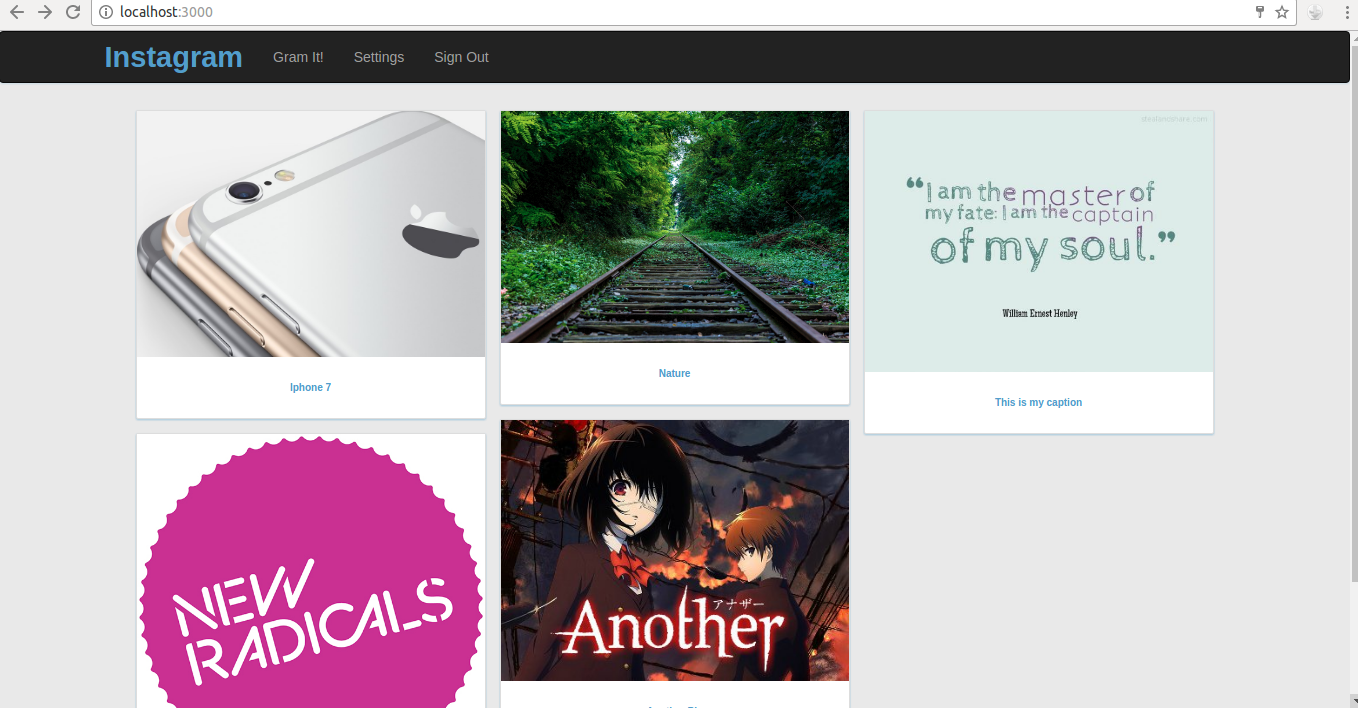 localhost:3000
Instagram
Gram It!
Settings
Sign Out
Iphone 7
Nature
“I am the master of
my fate: I am the captain
of my soul.”
William Ernest Henley
This is my caption
NEW
RADICALS
アナザー
Another